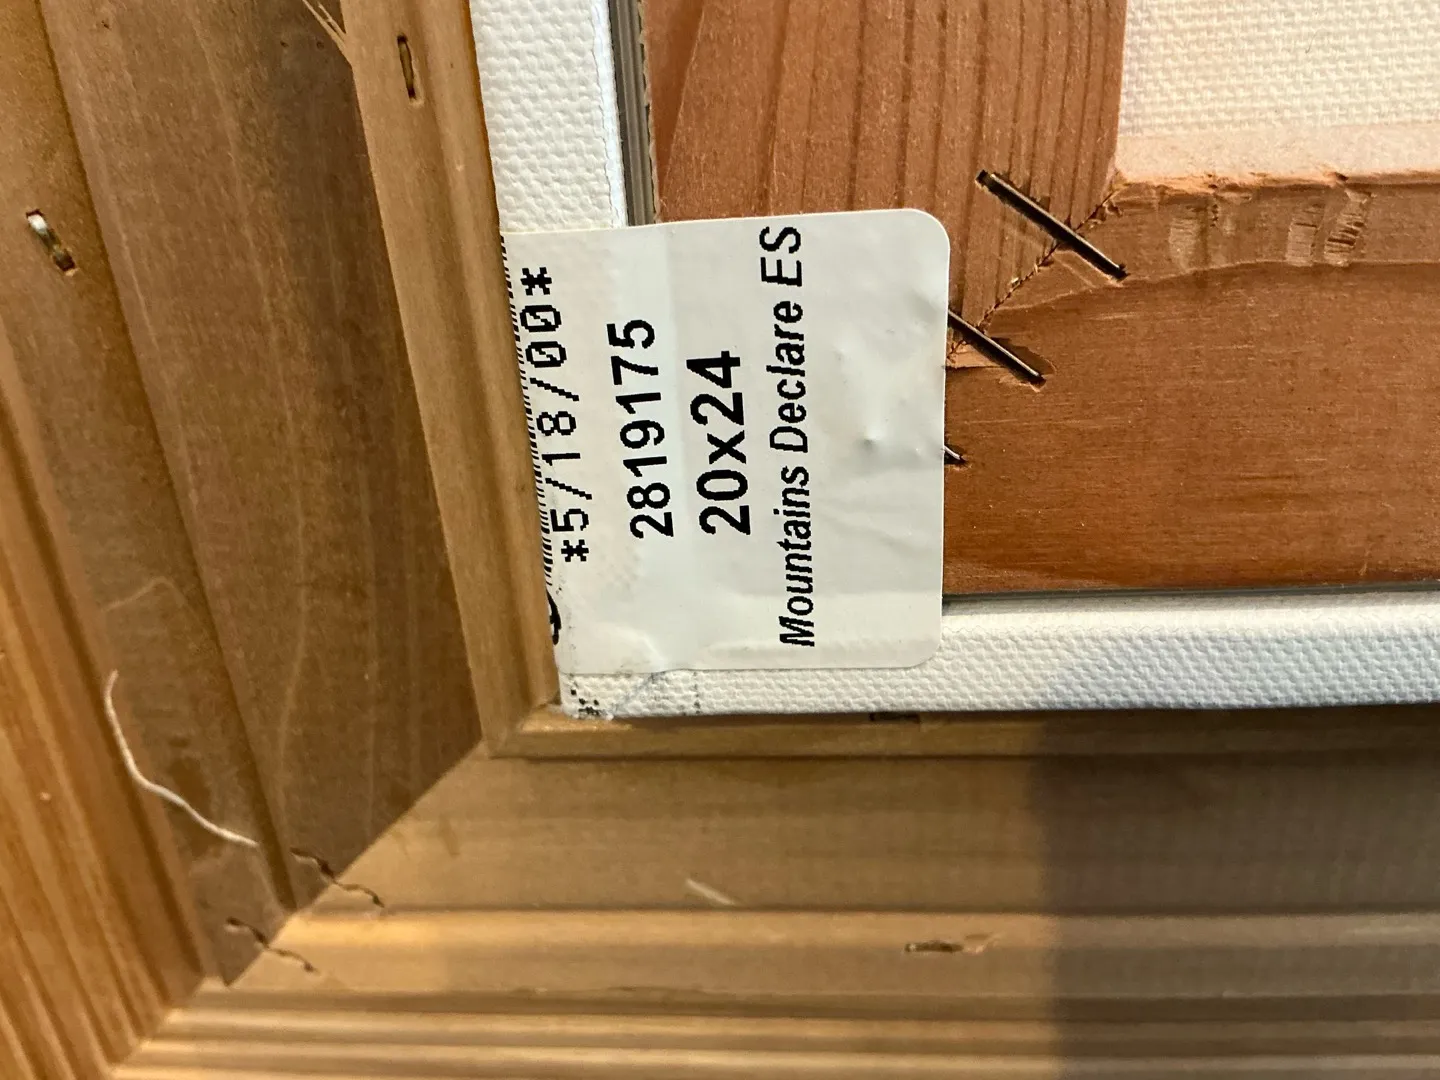 *5/18/00*
2819175
20x24
Mountains Declare ES